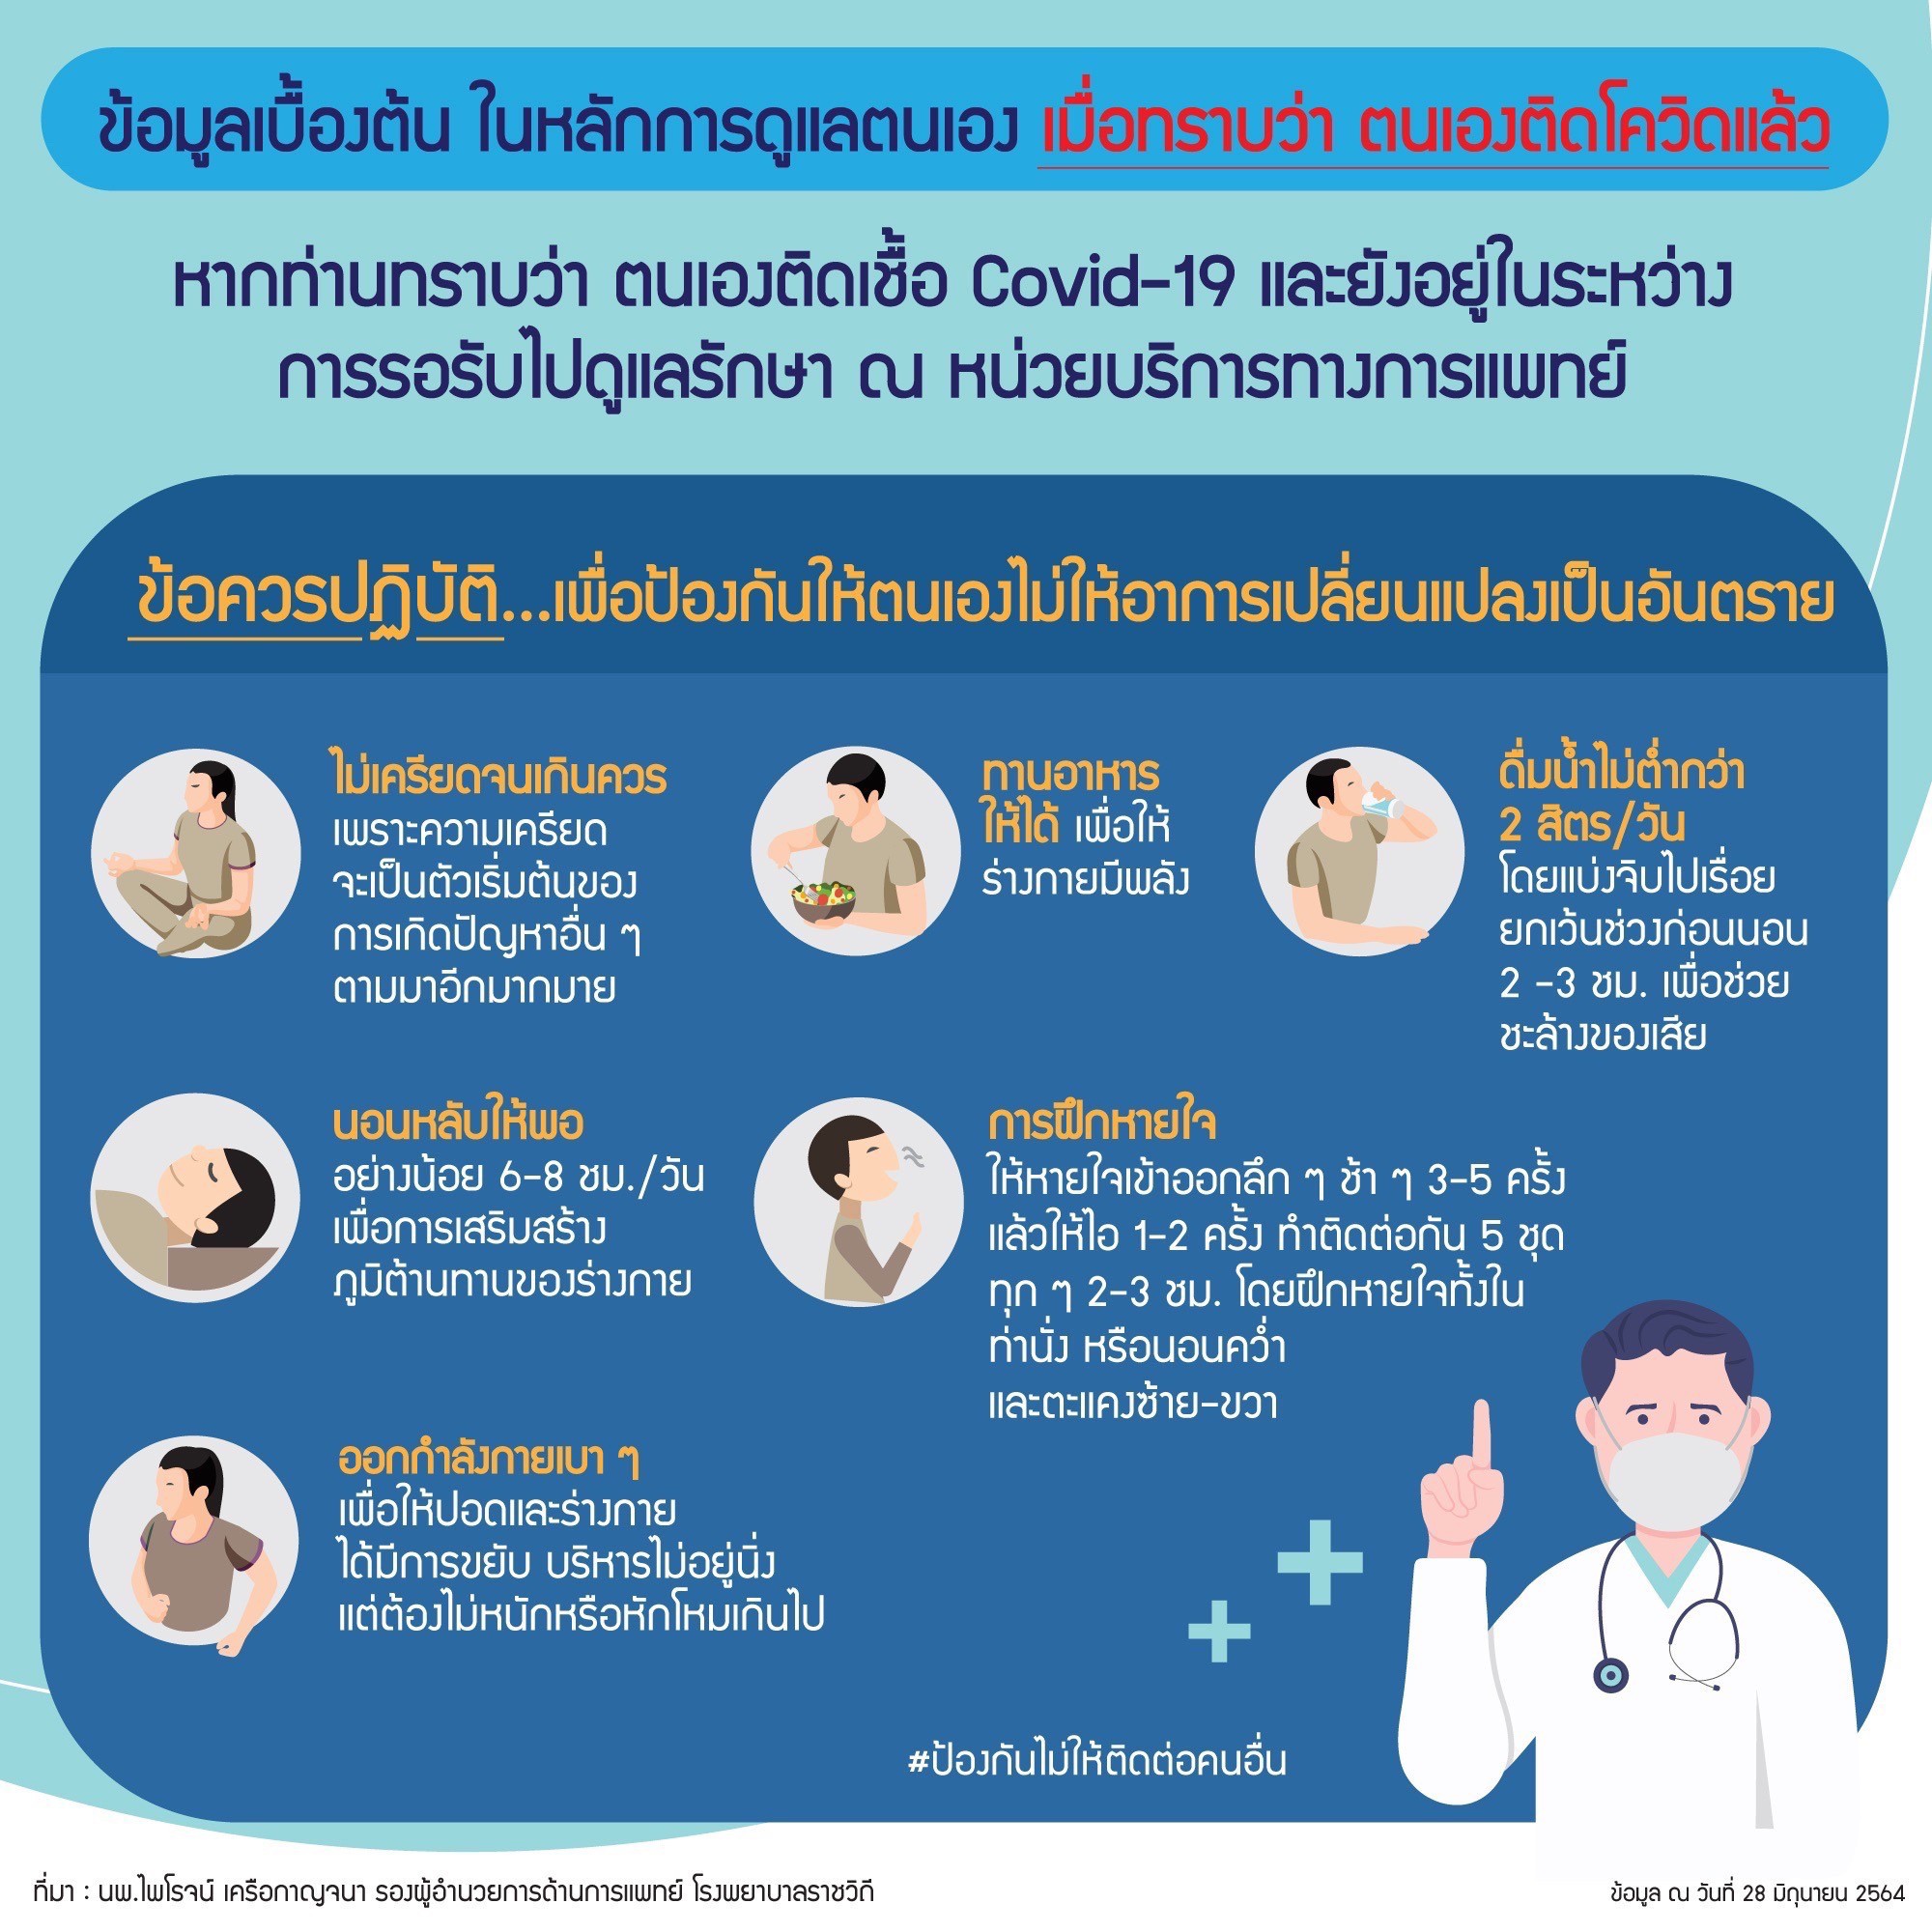 ข้อมูลเบื้องต้น ในหลักการดูแลตนเอง เมื่อทราบว่า ตนเองติดโควิดแล้ว
หากท่านทราบว่า ตนเองติดเชื้อ Covid-19 และยังอยู่ในระหว่าง
การรอรับไปดูแลรักษา ณ หน่วยบริการทางการแพทย์
ข้อควรปฏิบัติ...เพื่อป้องกันให้ตนเองไม่ให้อาการเปลี่ยนแปลงเป็นอันตราย
ไม่เครียดจนเกินควร
เพราะความเครียด
จะเป็นตัวเริ่มต้นของ
การเกิดปัญหาอื่น ๆ
ตามมาอีกมากมาย
ทานอาหาร
ให้ได้ เพื่อให้
ร่างกายมีพลัง
ดื่มน้ำไม่ต่ำกว่า
2 ลิตร/วัน
โดยแบ่งจิบไปเรื่อย
ยกเว้นช่วงก่อนนอน
2 -3 ชม. เพื่อช่วย
ชะล้างของเสีย
นอนหลับให้พอ
อย่างน้อย 6-8 ชม./วัน
เพื่อการเสริมสร้าง
ภูมิต้านทานของร่างกาย
การฝึกหายใจ
ให้หายใจเข้าออกลึก ๆ ช้า ๆ 3-5 ครั้ง
แล้วให้ไอ 1-2 ครั้ง ทำติดต่อกัน 5 ชุด
ทุก ๆ 2-3 ชม. โดยฝึกหายใจทั้งใน
ท่านั่ง หรือนอนคว่ำ
และตะแคงซ้าย-ขวา
ออกกำลังกายเบา ๆ
เพื่อให้ปอดและร่างกาย
ได้มีการขยับ บริหารไม่อยู่นิ่ง
แต่ต้องไม่หนักหรือหักโหมเกินไป
#ป้องกันไม่ให้ติดต่อคนอื่น
ที่มา : นพ.ไพโรจน์ เครือกาญจนา รองผู้อำนวยการด้านการแพทย์ โรงพยาบาลราชวิถี
ข้อมูล ณ วันที่ 28 มิถุนายน 2564